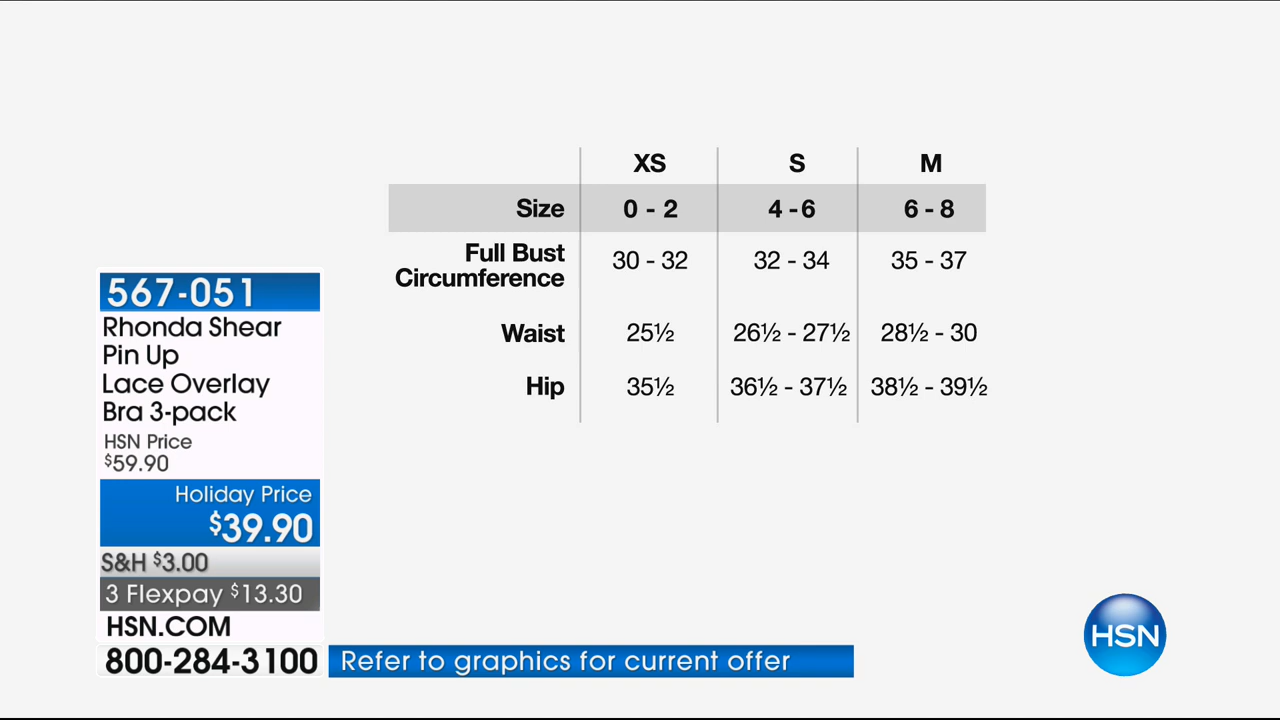 XS S M
Size 0 - 2 4 - 6 6 - 8
Full Bust
Circumference 30 - 32 32 - 34 35 - 37
Waist 25½ 26½ - 27½ 28½ - 30
Hip 35½ 36½ - 37½ 38½ - 39½
567-051
Rhonda Shear
Pin Up
Lace Overlay
Bra 3-pack
HSN Price
$59.90
Holiday Price
$39.90
S&H $3.00
3 Flexpay $13.30
HSN.COM
800-284-3100
Refer to graphics for current offer
HSN